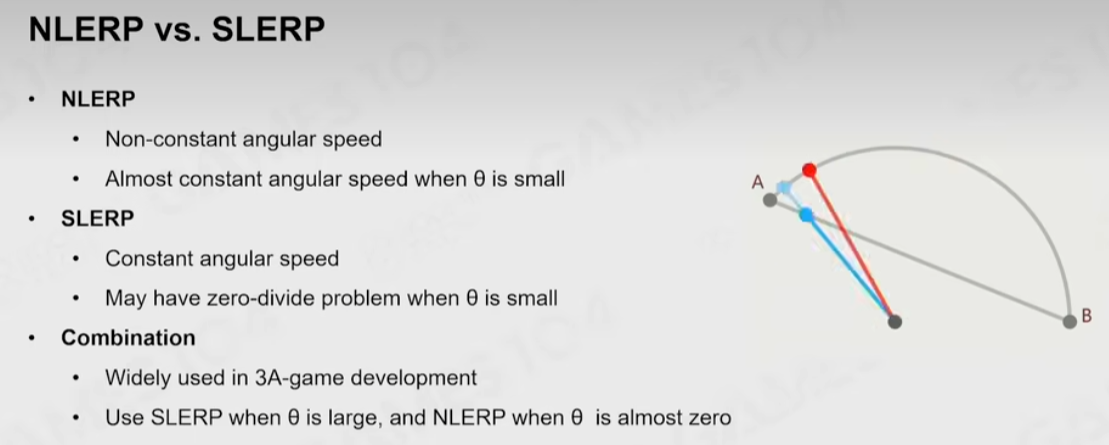 NLERP vs. SLERP
• NLERP
• Non-constant angular speed
• Almost constant angular speed when θ is small
• SLERP
• Constant angular speed
• May have zero-divide problem when θ is small
• Combination
• Widely used in 3A-game development
• Use SLERP when θ is large, and NLERP when θ is almost zero
A
B
GAMES104
GAMES104